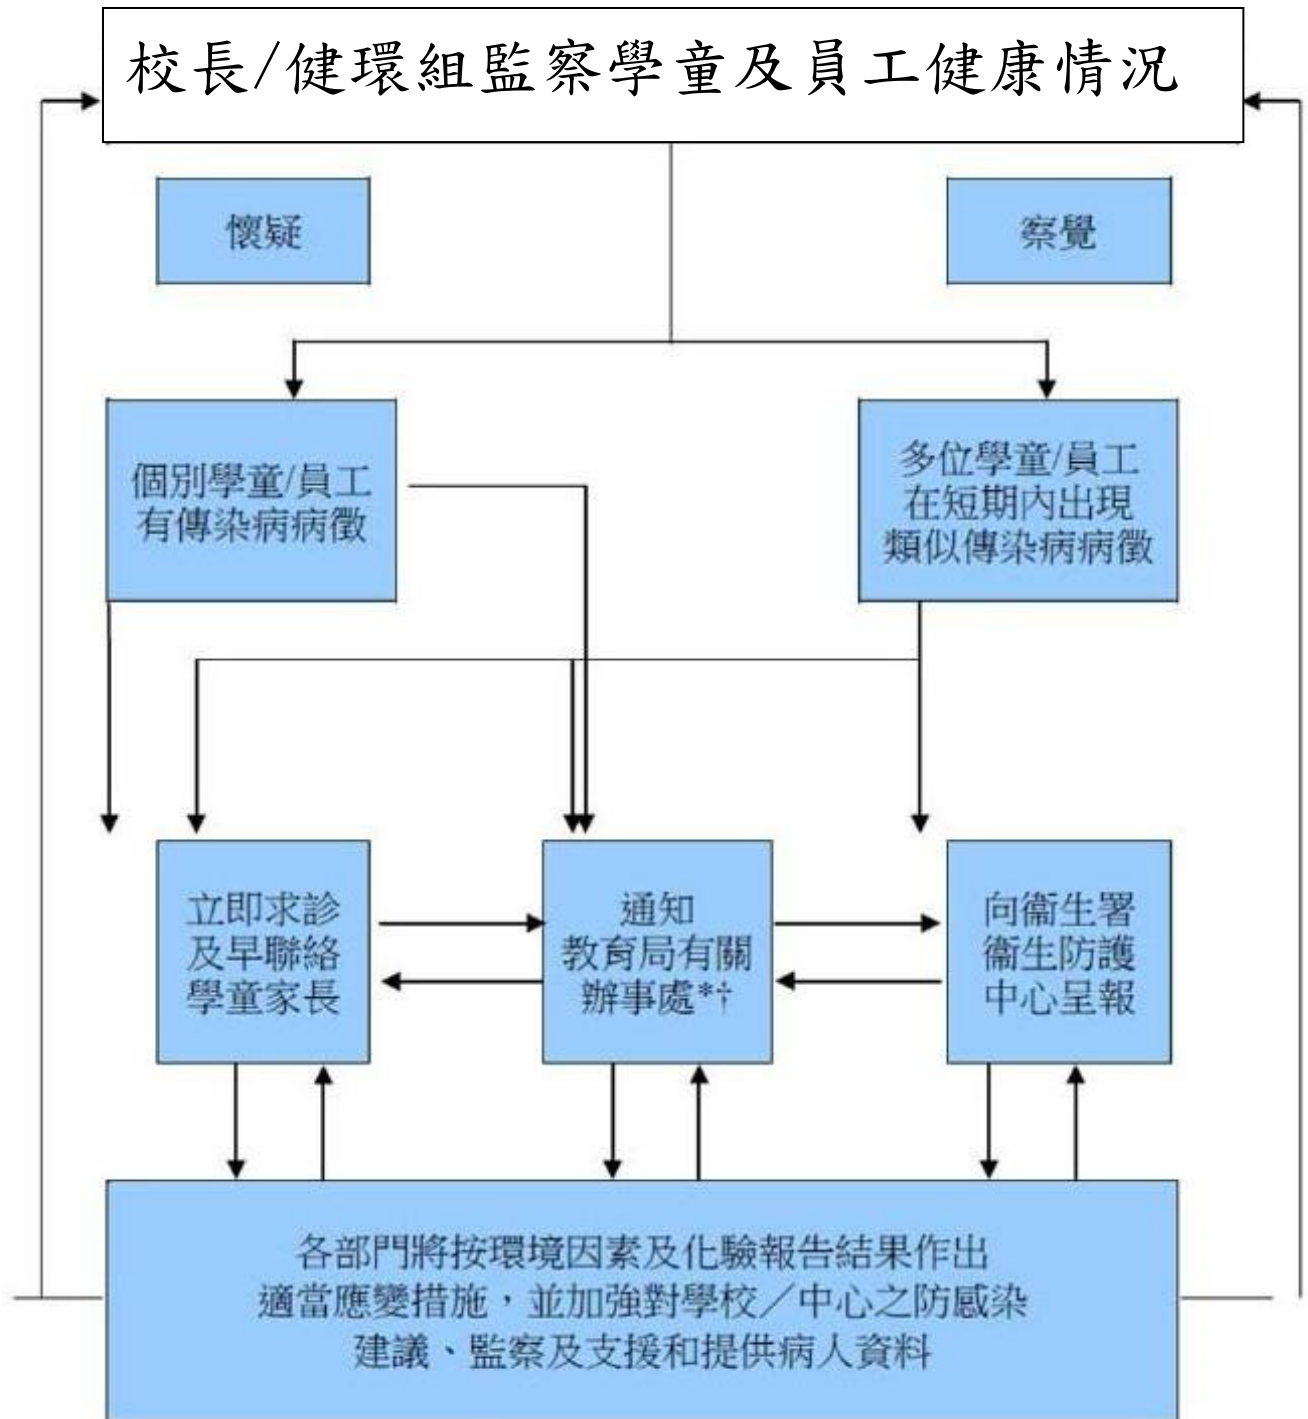 校長/健環組監察學童及員工健康情況
懷疑
察覺
個別學童/員工
有傳染病病徵
多位學童/員工
在短期內出現
類似傳染病病徵
立即求診
及早聯絡
學童家長
通知
教育局有關
辦事處*†
向衞生署
衞生防護
中心呈報
各部門將按環境因素及化驗報告結果作出
適當應變措施，並加強對學校／中心之防感染
建議、監察及支援和提供病人資料